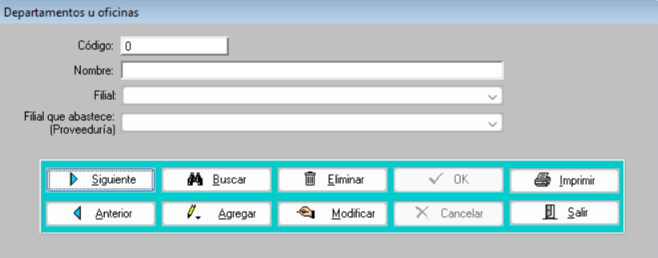 Departamentos u oficinas
Código: 0
Nombre:
Filial:
Filial que abastece:
(Proveeduría)
Siguiente Buscar Eliminar OK Imprimir
Anterior Agregar Modificar Cancelar Salir